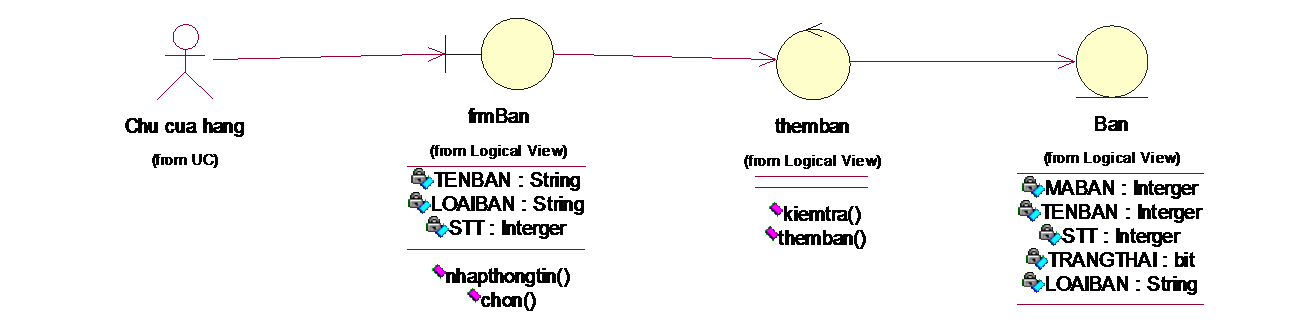 Chu cua hang
(from UC)
frmBan
(from Logical View)
TENBAN : String
LOAIBAN : String
STT : Interger
nhapthongtin()
chon()
themban
(from Logical View)
kiemtra()
themban()
Ban
(from Logical View)
MABAN : Interger
TENBAN : Interger
STT : Interger
TRANGTHAI : bit
LOAIBAN : String